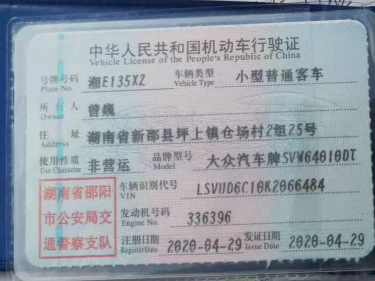 中华人民共和国机动车行驶证
Vehicle License of the People's Republic of China
号牌号码 湘E135XZ 车辆类型 小型普通客车
Plate No. Vehicle Type
所有人 曾巍
Owner
住址 湖南省新邵县坪上镇仓场村2组25号
Address
使用性质 非营运 品牌型号 大众汽车牌SVW64010DT
Use Character Model
湖南省邵阳市公安局交通警察支队
车辆识别代号 LSVUD6C10K2066484
VIN
发动机号码 336396
Engine No.
注册日期 2020-04-29 发证日期 2020-04-29
Register Date Issue Date